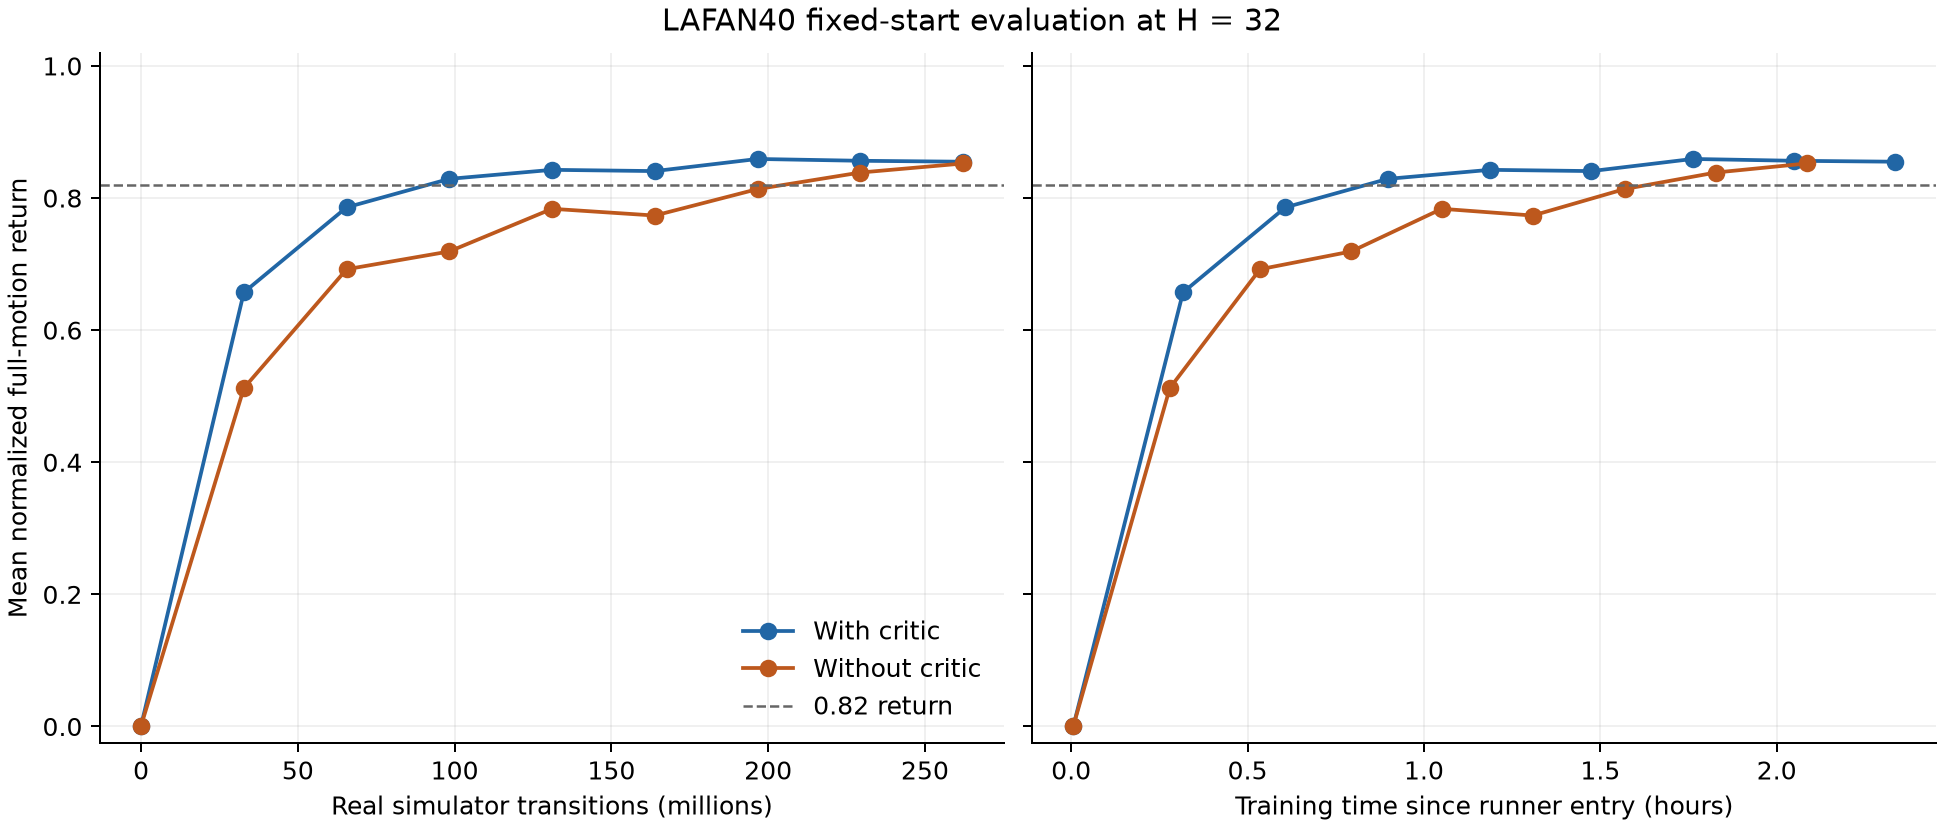 LAFAN40 fixed-start evaluation at H = 32
Mean normalized full-motion return
1.0
0.8
0.6
0.4
0.2
0.0
With critic
Without critic
0.82 return
0 50 100 150 200 250
Real simulator transitions (millions)
0.0 0.5 1.0 1.5 2.0
Training time since runner entry (hours)